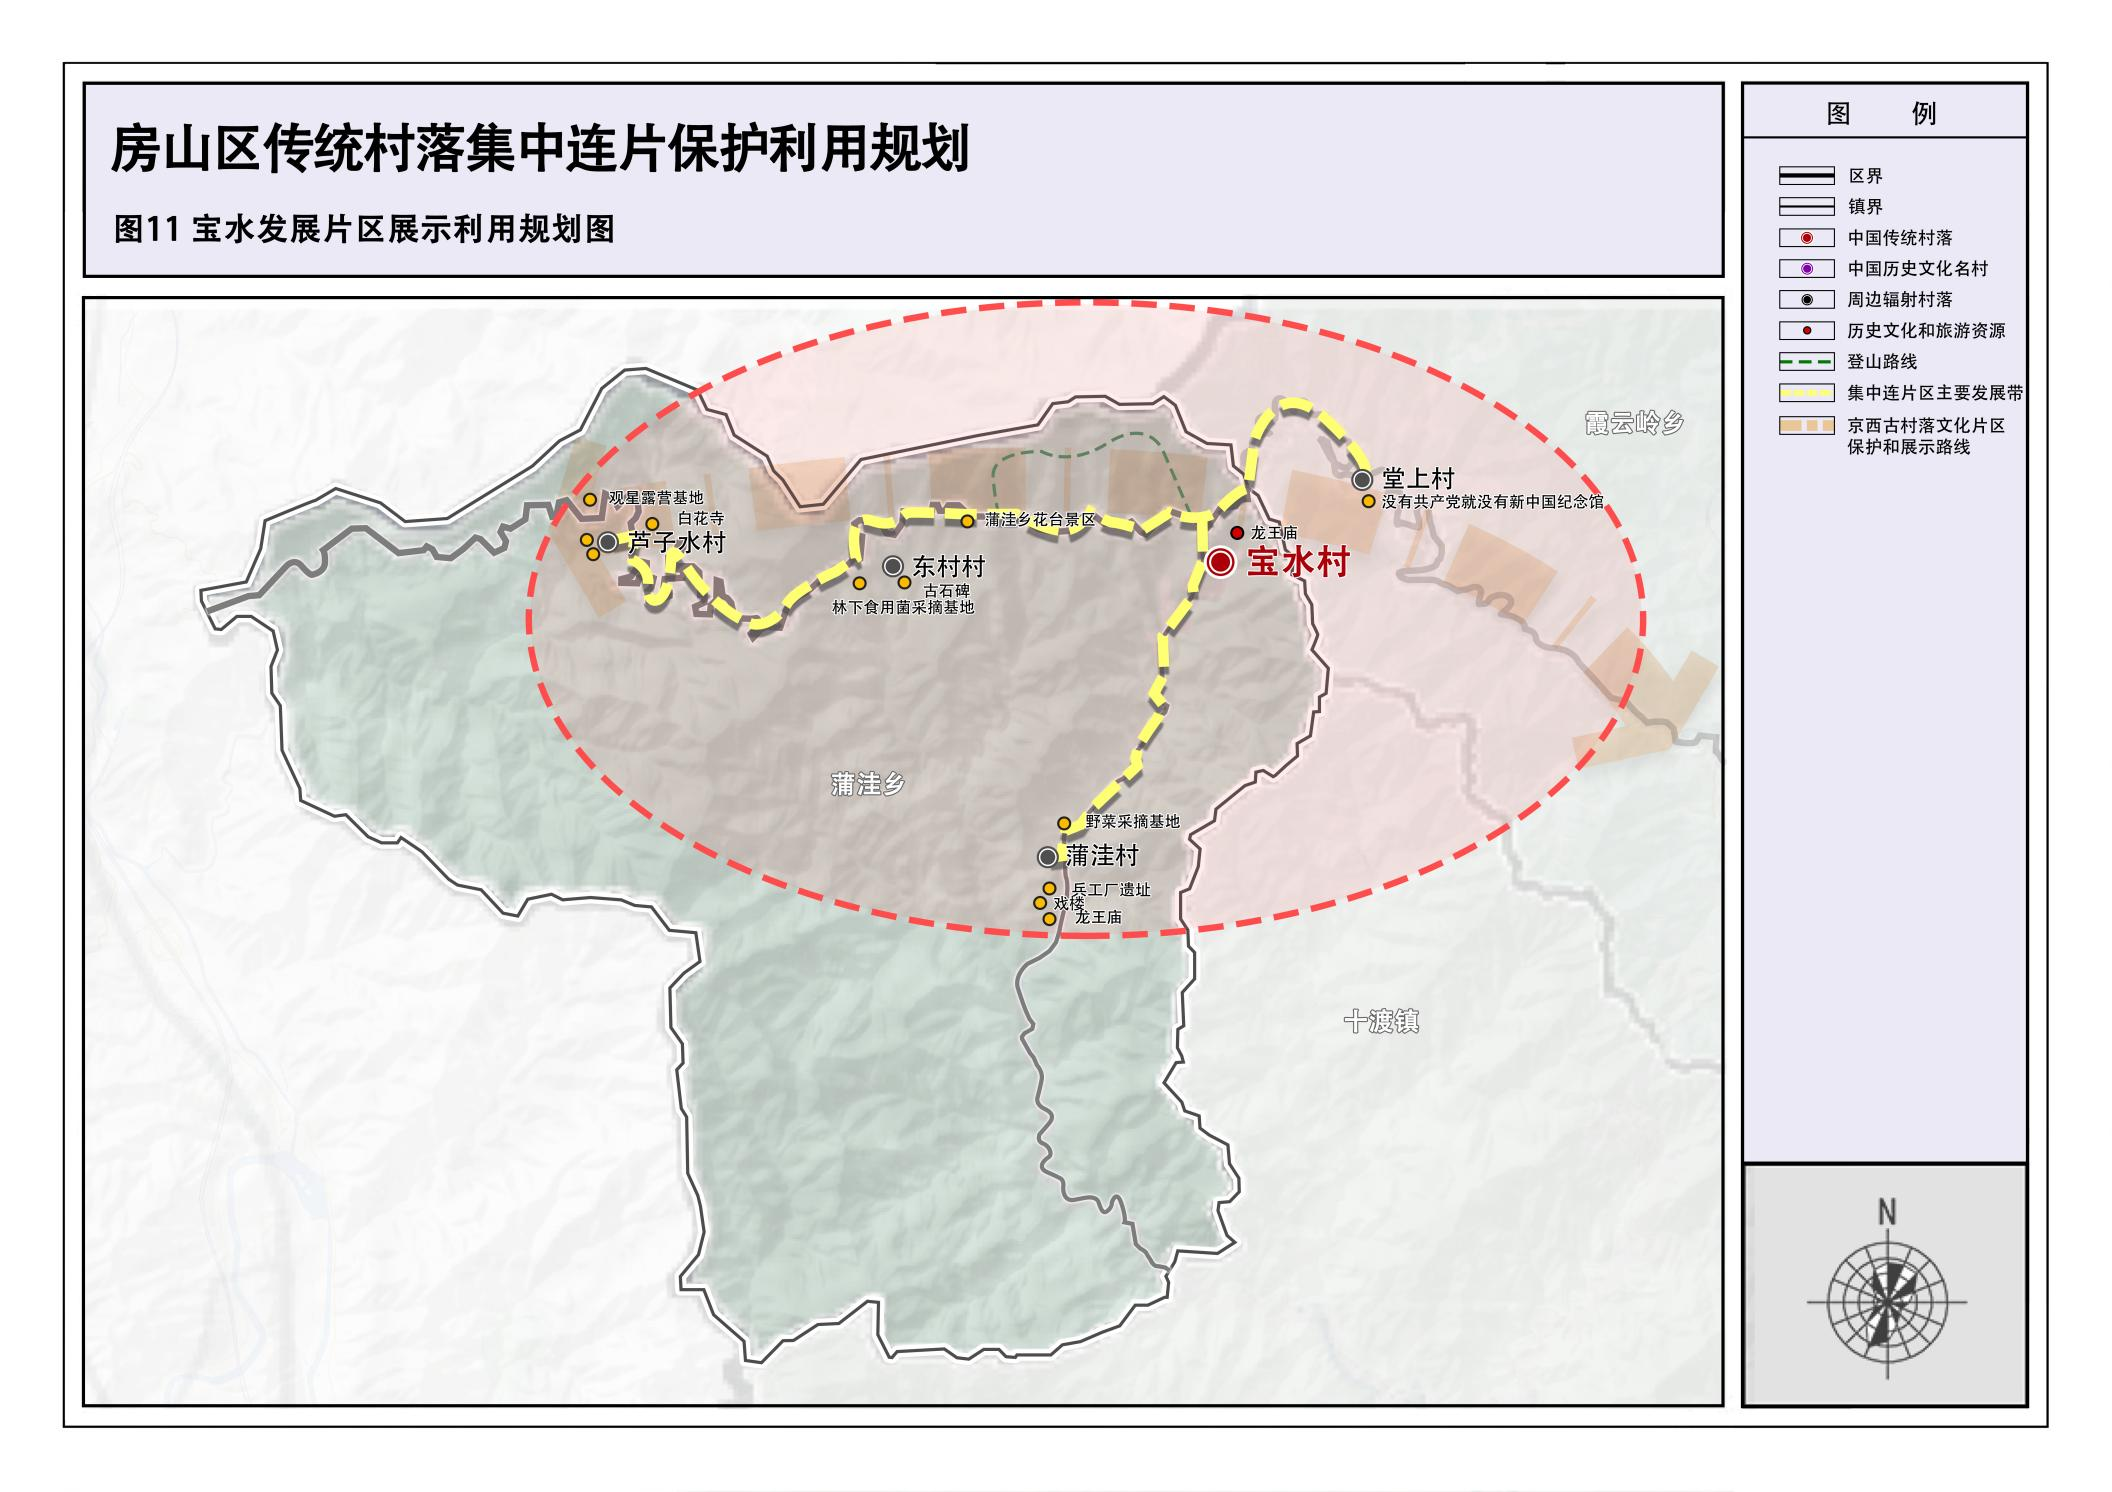 房山区传统村落集中连片保护利用规划
图11 宝水发展片区展示利用规划图
图 例
区界
镇界
中国传统村落
中国历史文化名村
周边辐射村落
历史文化和旅游资源
登山路线
集中连片区主要发展带
京西古村落文化片区
保护和展示路线
霞云岭乡
堂上村
没有共产党就没有新中国纪念馆
观星露营基地
白花寺
芦子水村
蒲洼乡花台景区
龙王庙
宝水村
东村村
古石碑
林下食用菌采摘基地
蒲洼乡
野菜采摘基地
蒲洼村
兵工厂遗址
戏楼
龙王庙
十渡镇
N